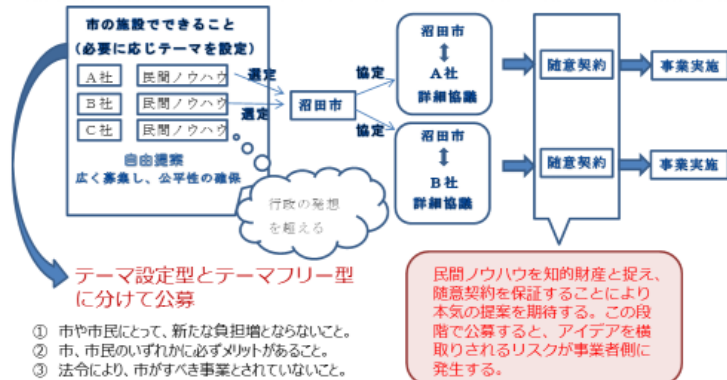 市の施設でできること
(必要に応じテーマを設定)
A社 民間ノウハウ
B社 民間ノウハウ
C社 民間ノウハウ
自由提案
広く募集し、公平性の確保
選定
選定
沼田市
協定
協定
沼田市
A社
詳細協議
沼田市
B社
詳細協議
随意契約
随意契約
事業実施
事業実施
行政の発想
を超える
テーマ設定型とテーマフリー型
に分けて公募
① 市や市民にとって、新たな負担増とならないこと。
② 市、市民のいずれかに必ずメリットがあること。
③ 法令により、市がすべき事業とされていないこと。
民間ノウハウを知的財産と捉え、
随意契約を保証することにより
本気の提案を期待する。この段
階で公募すると、アイデアを横
取りされるリスクが事業者側に
発生する。